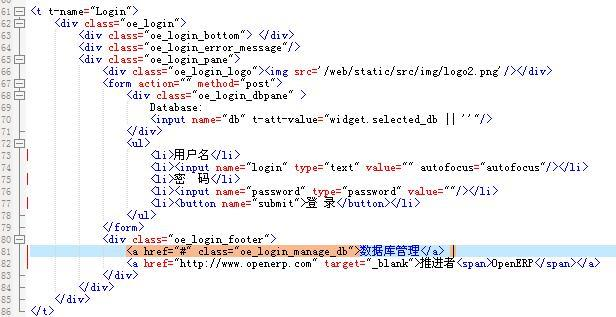 61 <t t-name="Login">
62 <div class="oe_login">
63 <div class="oe_login_bottom"> </div>
64 <div class="oe_login_error_message"/>
65 <div class="oe_login_pane">
66 <div class="oe_login_logo"><img src='/web/static/src/img/logo2.png'/></div>
67 <form action="" method="post">
68 <div class="oe_login_dbpane" >
69 Database:
70 <input name="db" t-att-value="widget.selected_db || ''"/>
71 </div>
72 <ul>
73 <li>用户名</li>
74 <li><input name="login" type="text" value="" autofocus="autofocus"/></li>
75 <li>密 码</li>
76 <li><input name="password" type="password" value=""/></li>
77 <li><button name="submit">登录</button></li>
78 </ul>
79 </form>
80 <div class="oe_login_footer">
81 <a href="#" class="oe_login_manage_db">数据库管理</a> |
82 <a href="http://www.openerp.com" target="_blank">推进者<span>OpenERP</span></a>
83 </div>
84 </div>
85 </div>
86 </t>